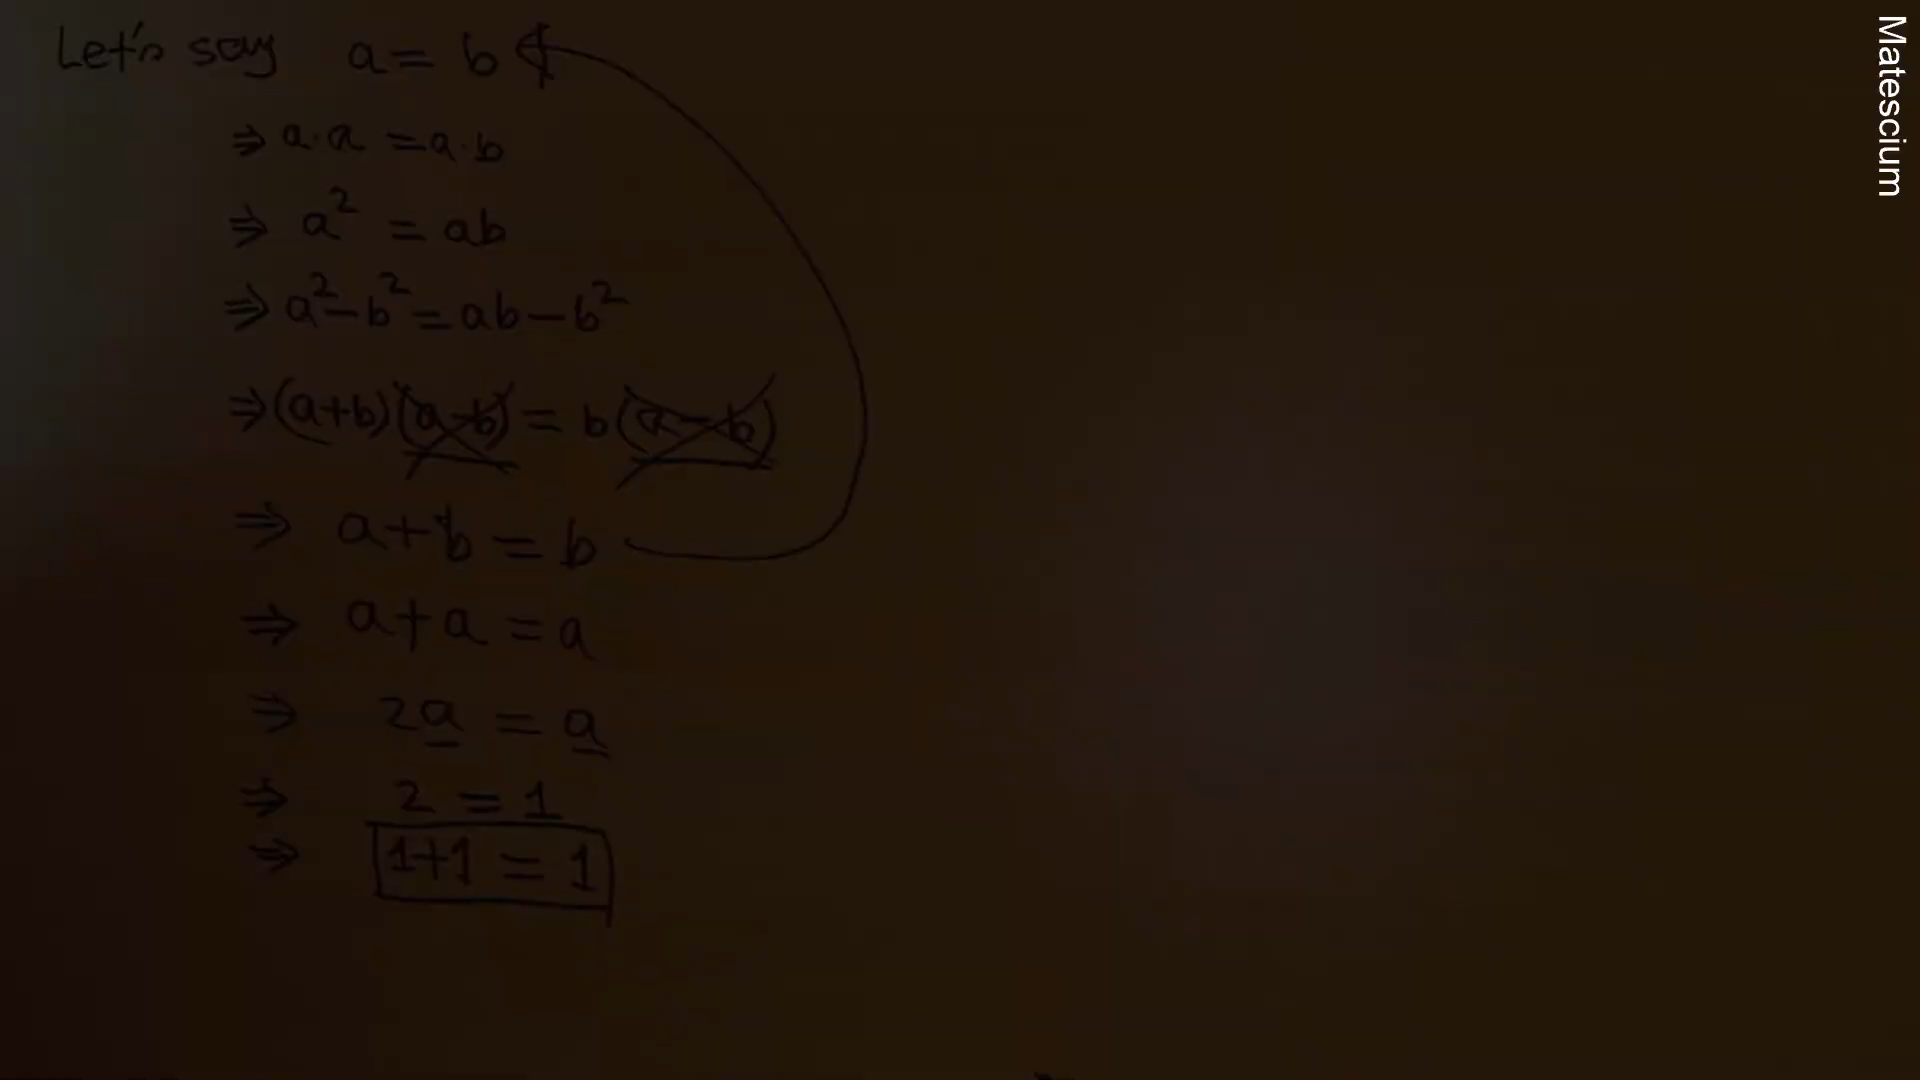 Let's say a = b
⇒ a·a = a·b
⇒ a² = ab
⇒ a²-b² = ab-b²
⇒ (a+b)(a-b) = b(a-b)
⇒ a+b = b
⇒ a+a = a
⇒ 2a = a
⇒ 2 = 1
⇒ 1+1 = 1
Matescium